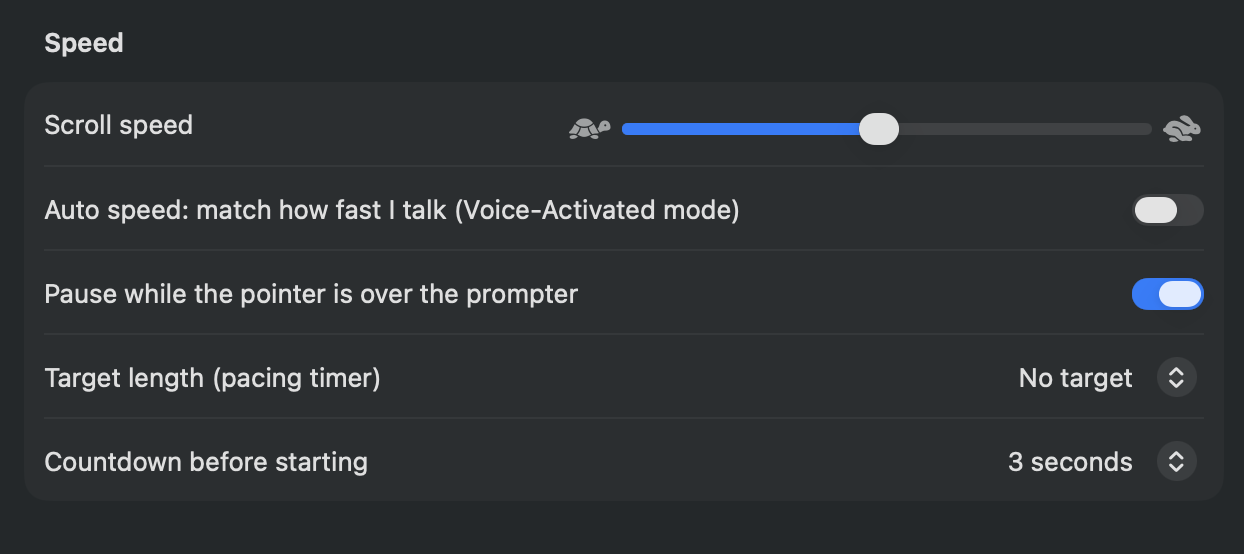 Speed
Scroll speed
Auto speed: match how fast I talk (Voice-Activated mode)
Pause while the pointer is over the prompter
Target length (pacing timer) No target
Countdown before starting 3 seconds